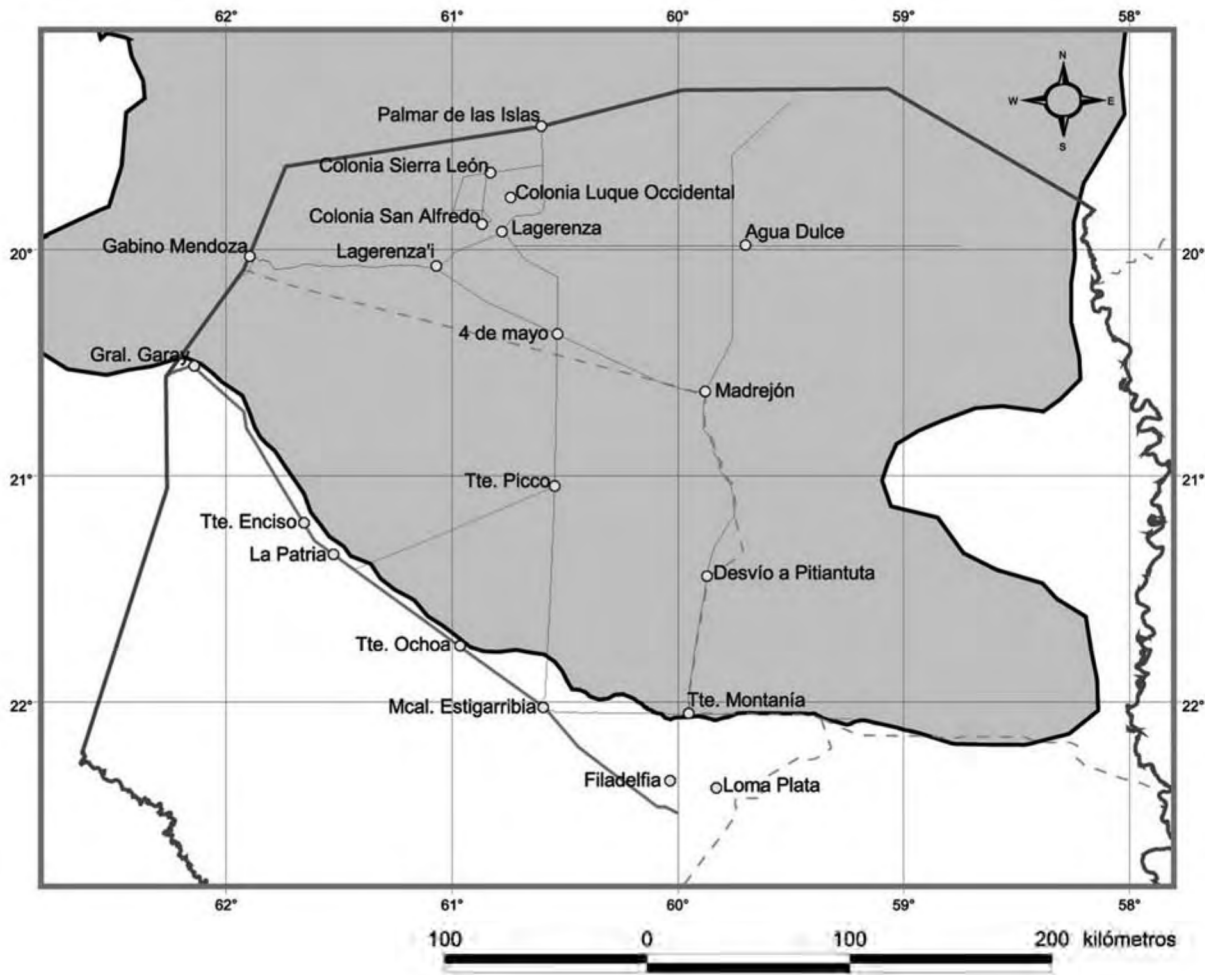 62° 61° 60° 59° 58°
N
W E
S
Palmar de las Islas
Colonia Sierra León
Colonia Luque Occidental
Colonia San Alfredo
Lagerenza
Agua Dulce
Gabino Mendoza
Lagerenza'i
20° 20°
4 de mayo
Gral. Garay
Madrejón
21° 21°
Tte. Picco
Tte. Enciso
La Patria
Desvío a Pitiantuta
Tte. Ochoa
Mcal. Estigarribia
Tte. Montanía
22° 22°
Filadelfia
Loma Plata
62° 61° 60° 59° 58°
100 0 100 200 kilómetros